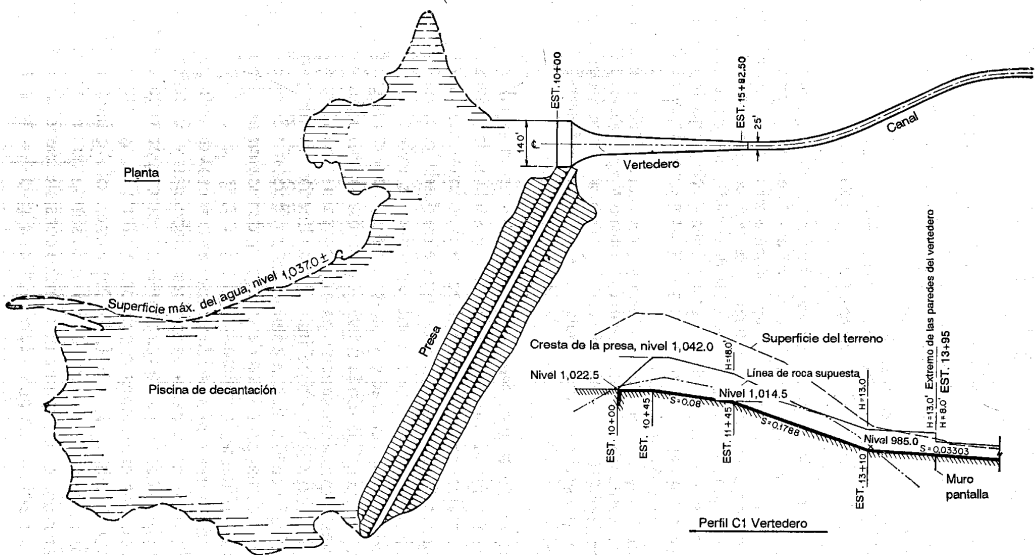 EST. 10+00
140'
℄
Vertedero
EST. 15+82.50
25'
Canal
Planta
Superficie máx. del agua, nivel 1,037.0 ±
Presa
Piscina de decantación
Cresta de la presa, nivel 1,042.0
Superficie del terreno
H=18.0'
Línea de roca supuesta
Nivel 1,022.5
Nivel 1,014.5
H=13.0'
H=13.0' Extremo de las paredes del vertedero
H=8.0' EST. 13+95
S=0.08
S=0.1788
Nivel 985.0
S=0.03303
EST. 10+00
EST. 10+45
EST. 11+45
EST. 13+10
Muro
pantalla
Perfil C1 Vertedero